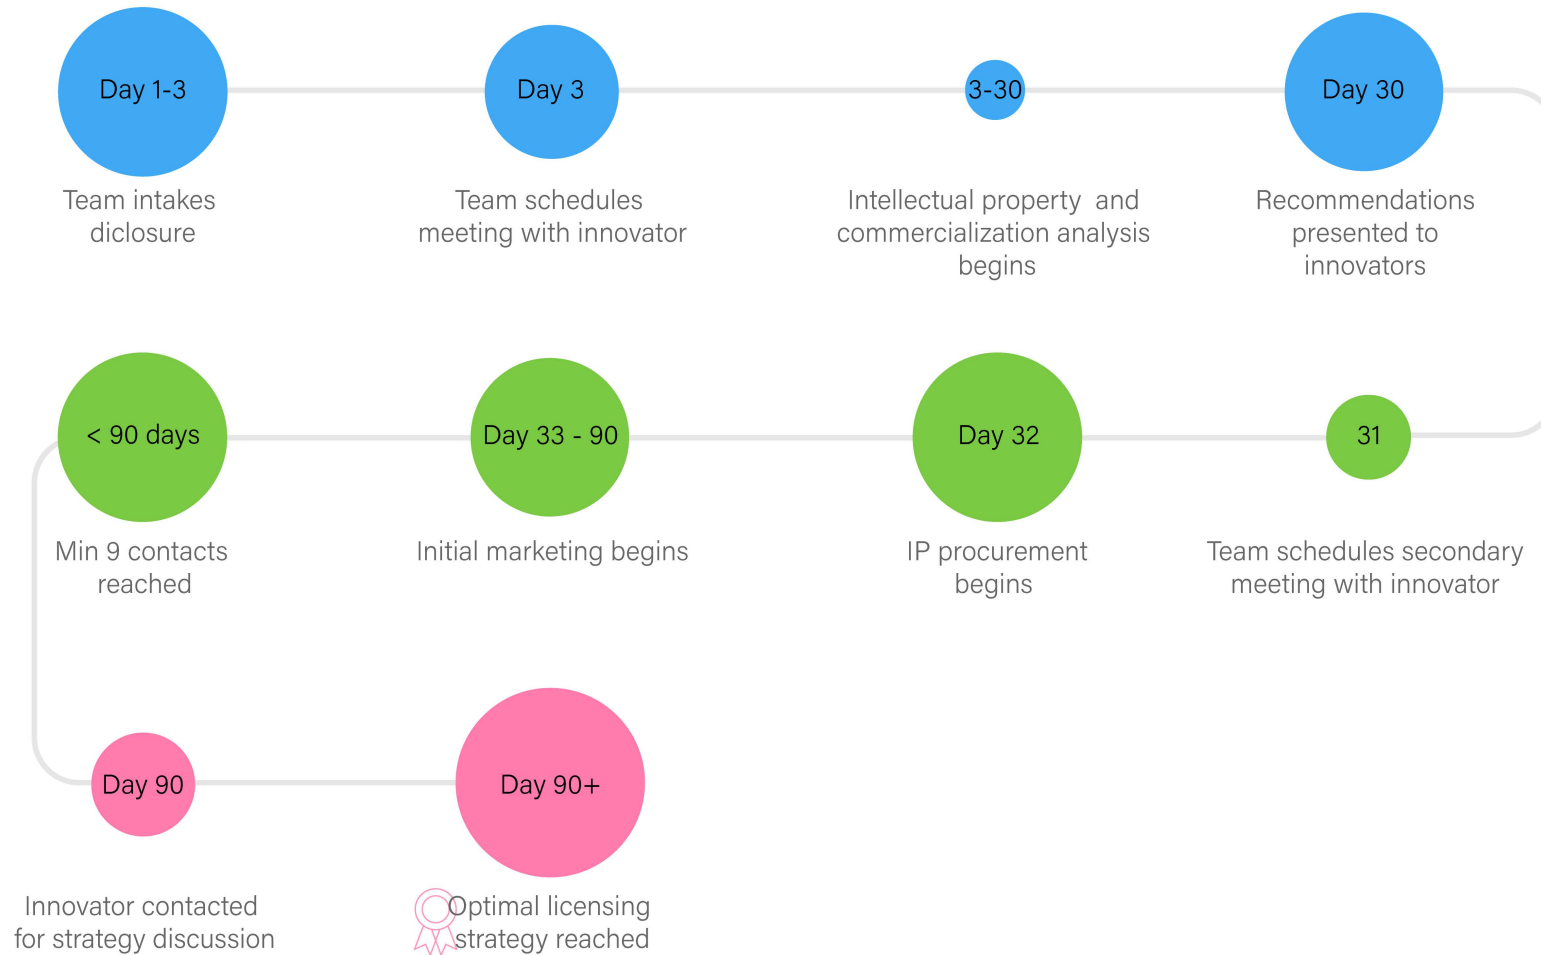 Day 1-3
Team intakes
diclosure
Day 3
Team schedules
meeting with innovator
3-30
Intellectual property and
commercialization analysis
begins
Day 30
Recommendations
presented to
innovators
31
Team schedules secondary
meeting with innovator
Day 32
IP procurement
begins
Day 33 - 90
Initial marketing begins
< 90 days
Min 9 contacts
reached
Day 90
Innovator contacted
for strategy discussion
Day 90+
Optimal licensing
strategy reached